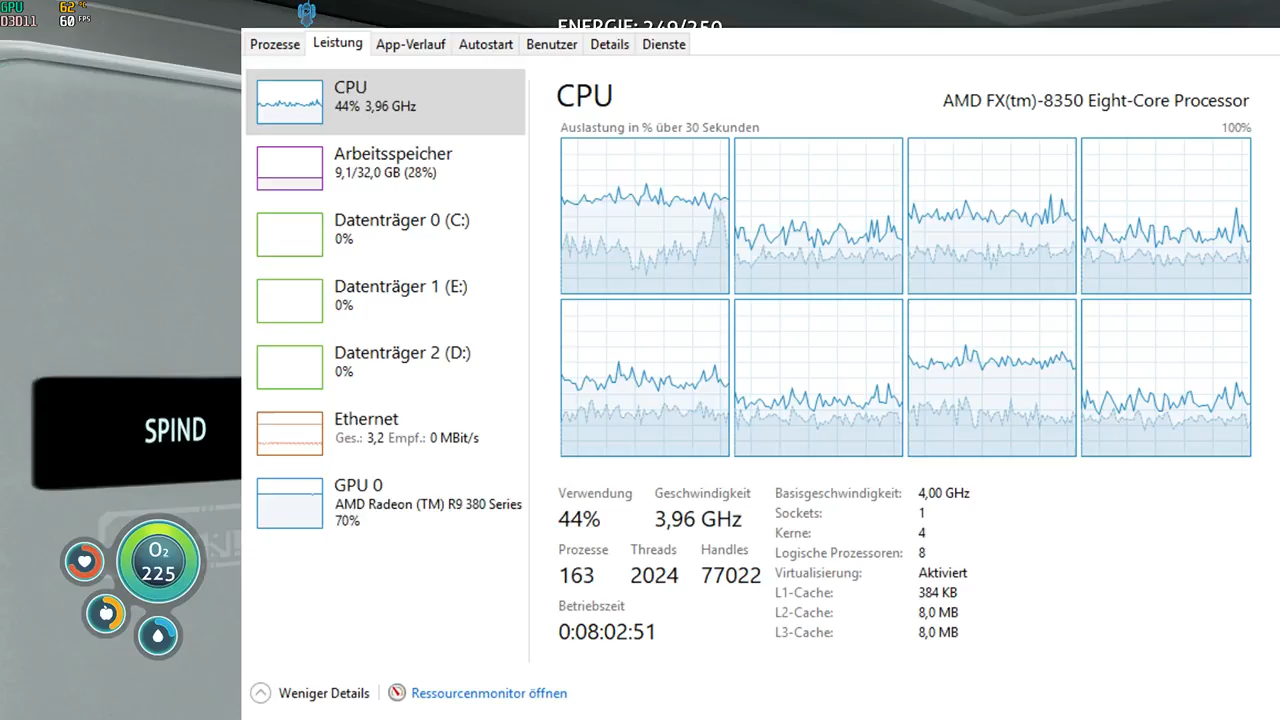 GPU 62 °C
D3D11 60 FPS
ENERGIE: 249/250
Prozesse Leistung App-Verlauf Autostart Benutzer Details Dienste
CPU
44% 3,96 GHz
Arbeitsspeicher
9,1/32,0 GB (28%)
Datenträger 0 (C:)
0%
Datenträger 1 (E:)
0%
Datenträger 2 (D:)
0%
Ethernet
Ges.: 3,2 Empf.: 0 MBit/s
GPU 0
AMD Radeon (TM) R9 380 Series
70%
CPU
AMD FX(tm)-8350 Eight-Core Processor
Auslastung in % über 30 Sekunden 100%
Verwendung Geschwindigkeit
44% 3,96 GHz
Prozesse Threads Handles
163 2024 77022
Betriebszeit
0:08:02:51
Basisgeschwindigkeit: 4,00 GHz
Sockets: 1
Kerne: 4
Logische Prozessoren: 8
Virtualisierung: Aktiviert
L1-Cache: 384 KB
L2-Cache: 8,0 MB
L3-Cache: 8,0 MB
Weniger Details Ressourcenmonitor öffnen
SPIND
O₂
225